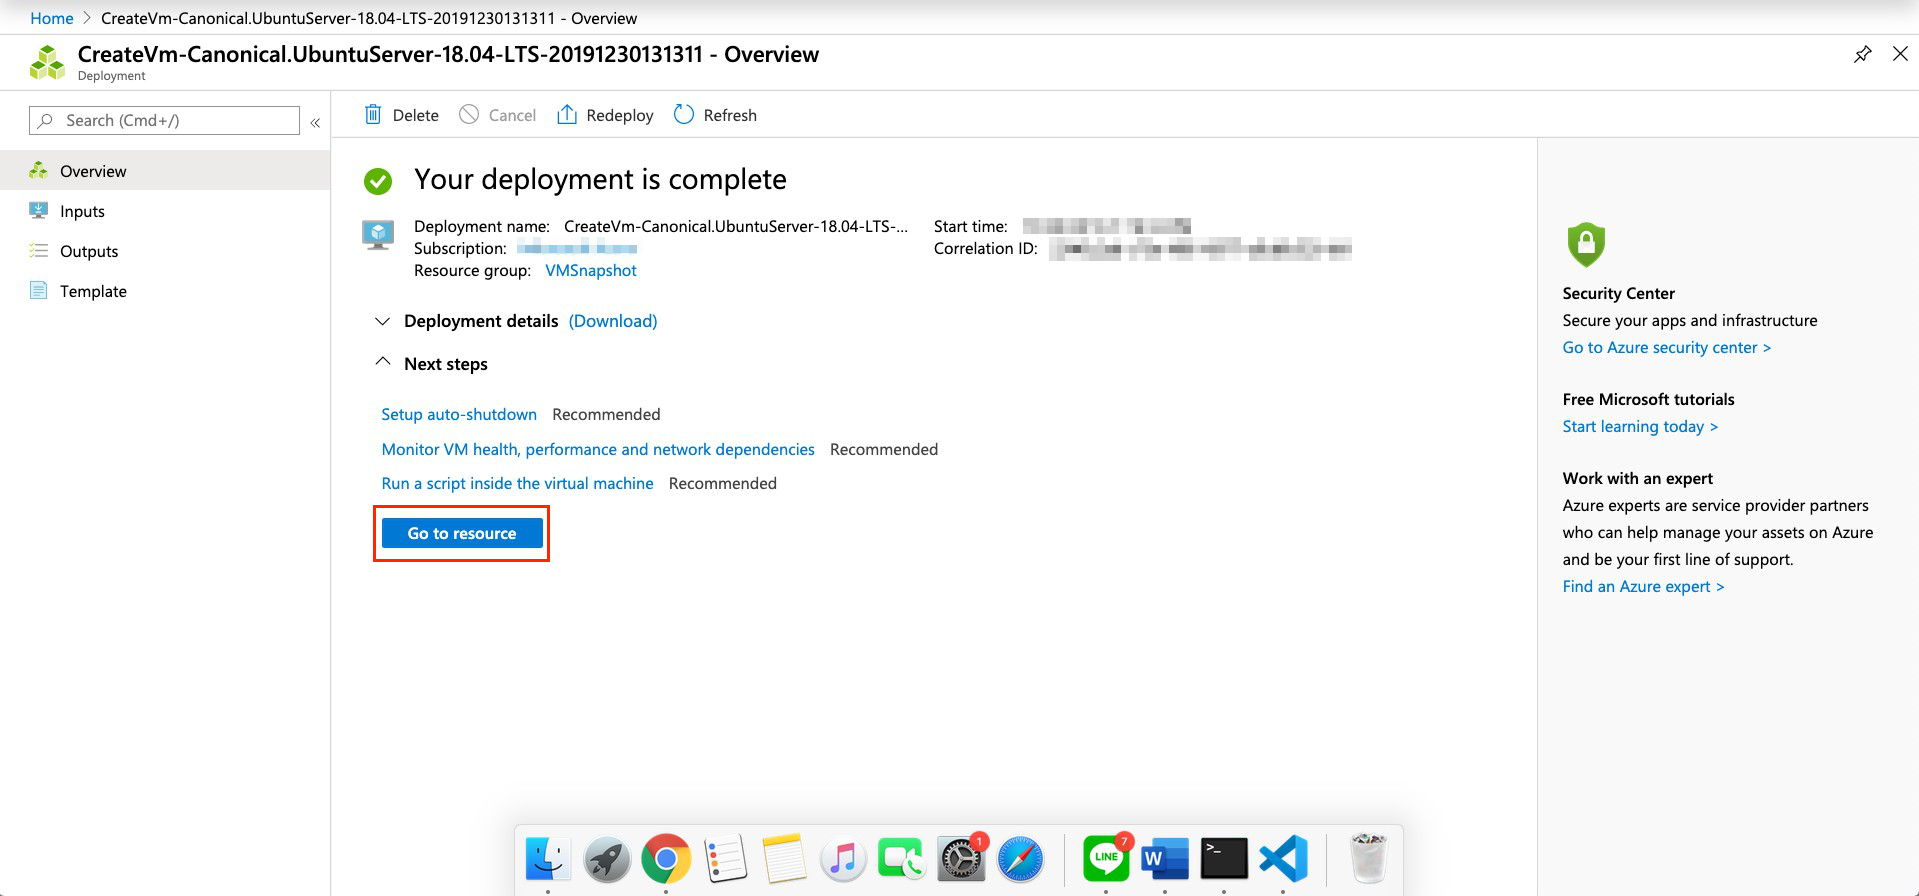 Home > CreateVm-Canonical.UbuntuServer-18.04-LTS-20191230131311 - Overview
CreateVm-Canonical.UbuntuServer-18.04-LTS-20191230131311 - Overview
Deployment
Search (Cmd+/)
«
Delete
Cancel
Redeploy
Refresh
Overview
Inputs
Outputs
Template
Your deployment is complete
Deployment name: CreateVm-Canonical.UbuntuServer-18.04-LTS-...
Subscription:
Resource group: VMSnapshot
Start time:
Correlation ID:
Deployment details (Download)
Next steps
Setup auto-shutdown Recommended
Monitor VM health, performance and network dependencies Recommended
Run a script inside the virtual machine Recommended
Go to resource
Security Center
Secure your apps and infrastructure
Go to Azure security center >
Free Microsoft tutorials
Start learning today >
Work with an expert
Azure experts are service provider partners
who can help manage your assets on Azure
and be your first line of support.
Find an Azure expert >
1
LINE
7
W
>_